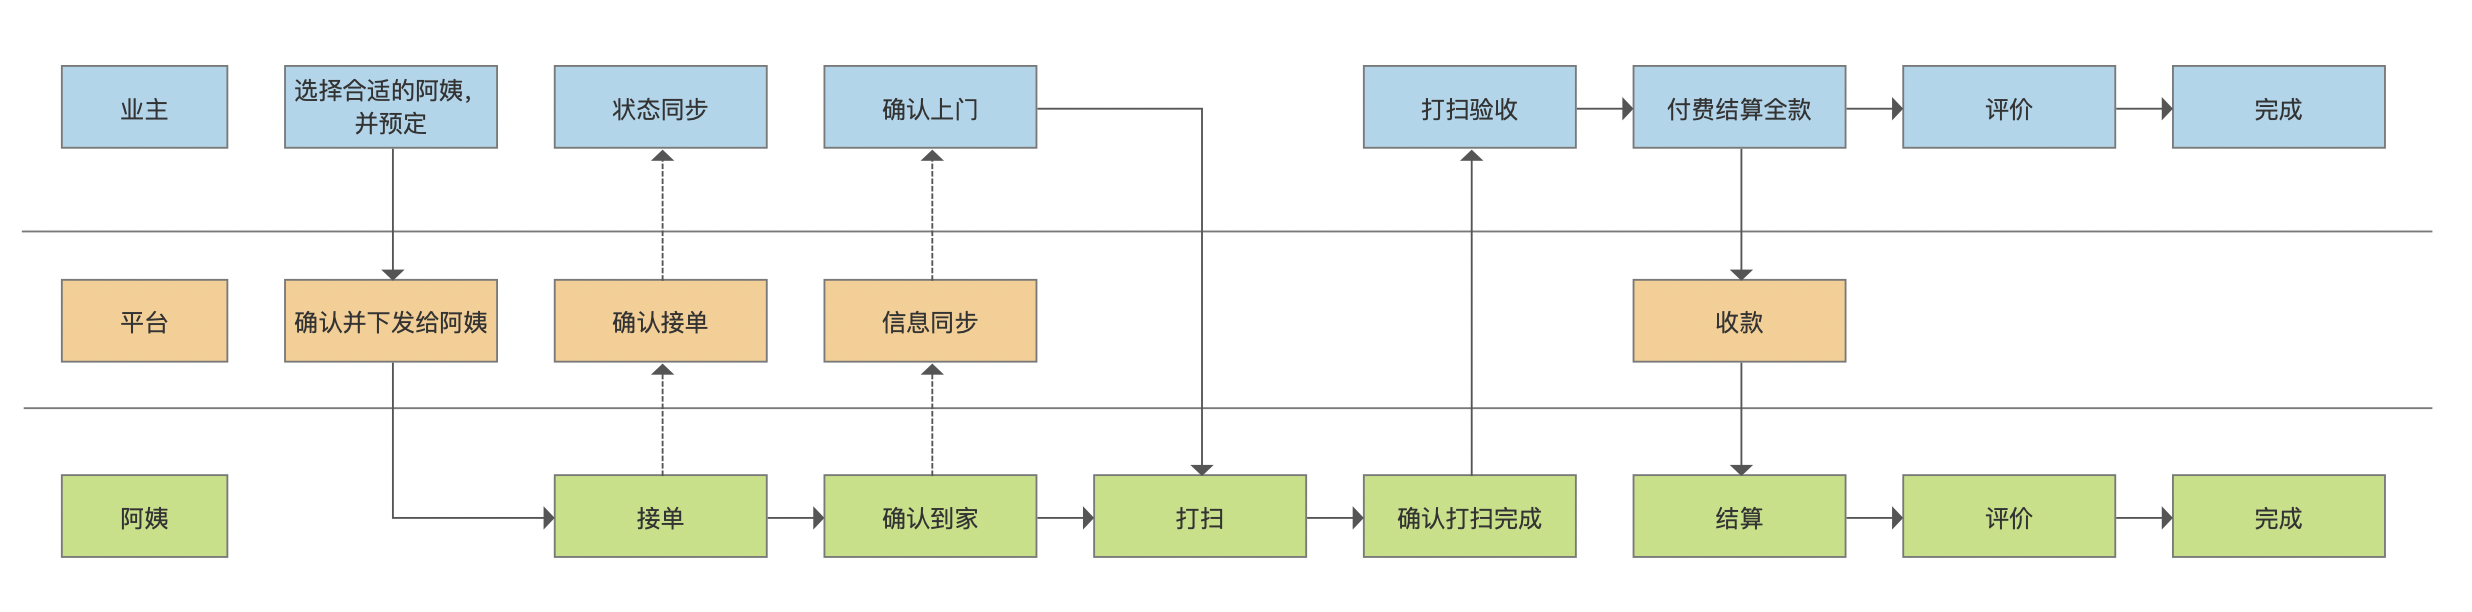 业主
选择合适的阿姨，
并预定
状态同步
确认上门
打扫验收
付费结算全款
评价
完成
平台
确认并下发给阿姨
确认接单
信息同步
收款
阿姨
接单
确认到家
打扫
确认打扫完成
结算
评价
完成